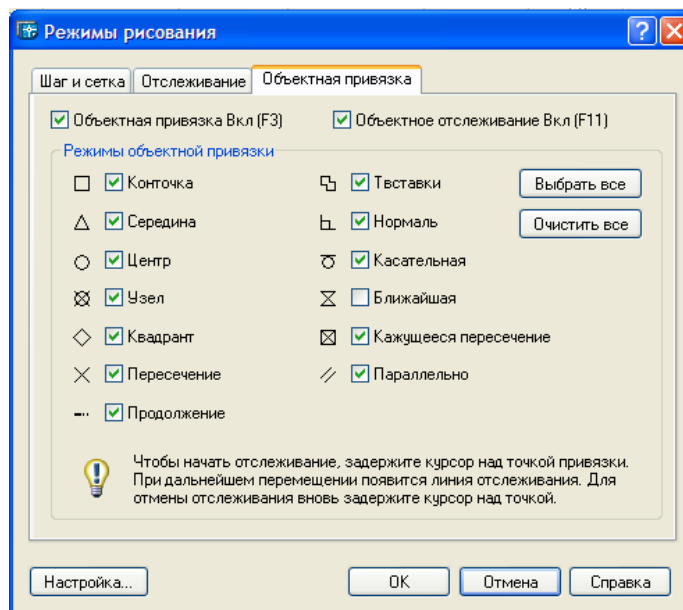 Режимы рисования
Шаг и сетка Отслеживание Объектная привязка
Объектная привязка Вкл (F3) Объектное отслеживание Вкл (F11)
Режимы объектной привязки
Конточка Твставки Выбрать все
Середина Нормаль Очистить все
Центр Касательная
Узел Ближайшая
Квадрант Кажущееся пересечение
Пересечение Параллельно
Продолжение
Чтобы начать отслеживание, задержите курсор над точкой привязки.
При дальнейшем перемещении появится линия отслеживания. Для
отмены отслеживания вновь задержите курсор над точкой.
Настройка... OK Отмена Справка